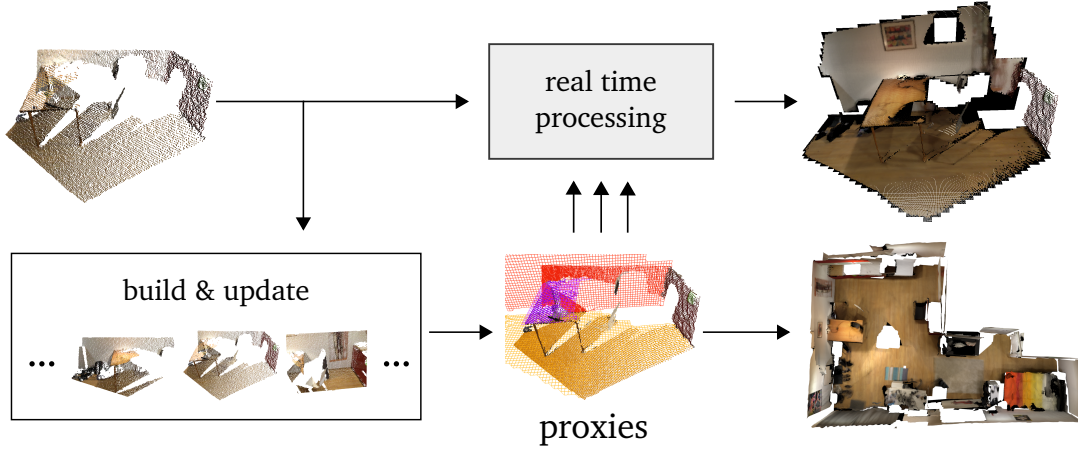 real time
processing
build & update
...
...
proxies